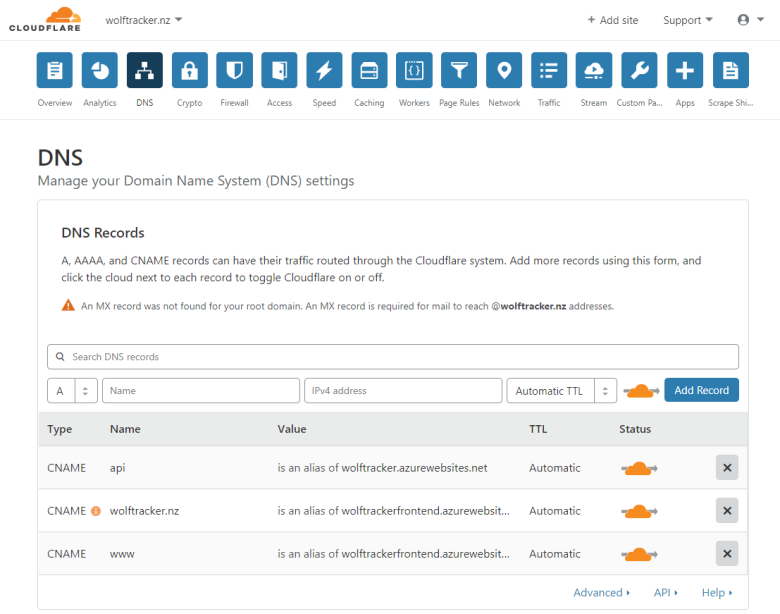 CLOUDFLARE
wolftracker.nz
+ Add site
Support
Overview
Analytics
DNS
Crypto
Firewall
Access
Speed
Caching
Workers
Page Rules
Network
Traffic
Stream
Custom Pa...
Apps
Scrape Shi...
DNS
Manage your Domain Name System (DNS) settings
DNS Records
A, AAAA, and CNAME records can have their traffic routed through the Cloudflare system. Add more records using this form, and
click the cloud next to each record to toggle Cloudflare on or off.
An MX record was not found for your root domain. An MX record is required for mail to reach @wolftracker.nz addresses.
Search DNS records
A Name IPv4 address Automatic TTL Add Record
Type Name Value TTL Status
CNAME api is an alias of wolftracker.azurewebsites.net Automatic
CNAME wolftracker.nz is an alias of wolftrackerfrontend.azurewebsit... Automatic
CNAME www is an alias of wolftrackerfrontend.azurewebsit... Automatic
Advanced API Help